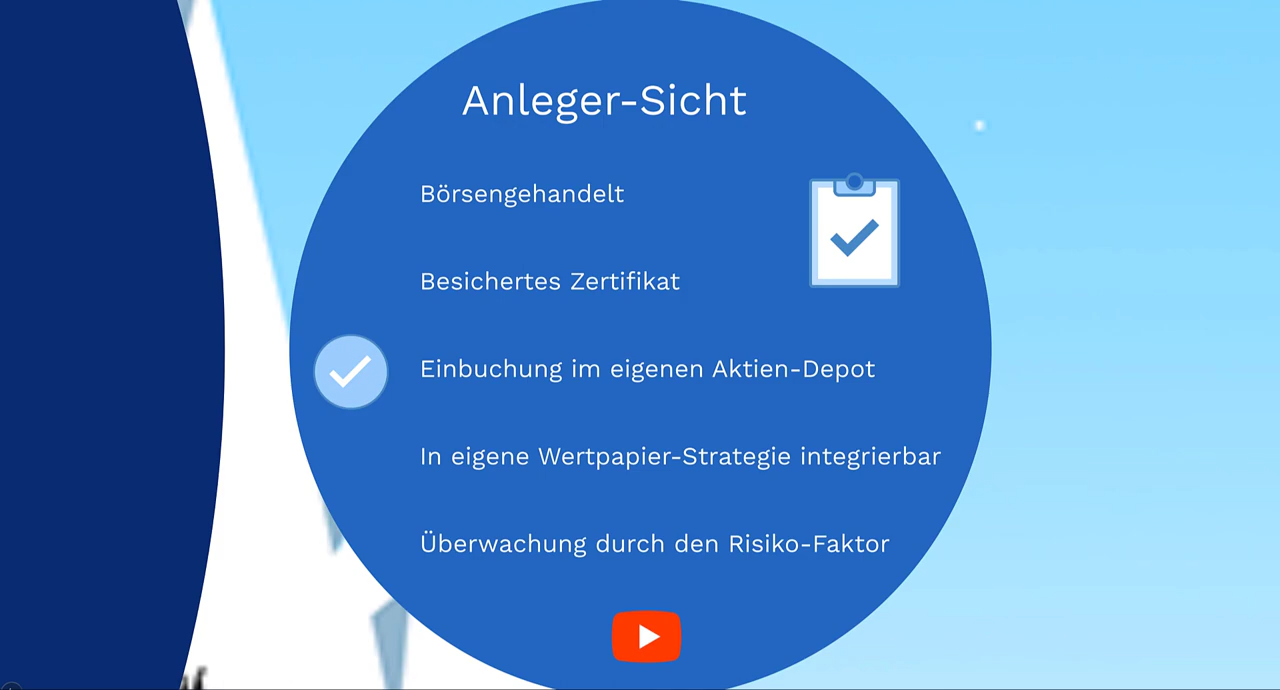 Anleger-Sicht
Börsengehandelt
Besichertes Zertifikat
Einbuchung im eigenen Aktien-Depot
In eigene Wertpapier-Strategie integrierbar
Überwachung durch den Risiko-Faktor